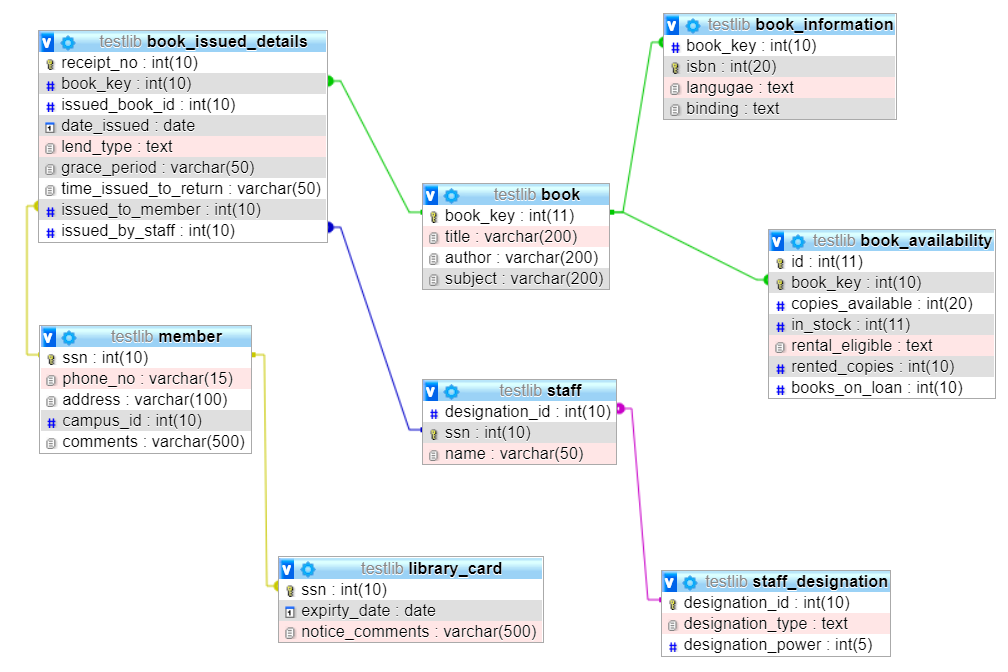 testlib book_issued_details
receipt_no : int(10)
book_key : int(10)
issued_book_id : int(10)
date_issued : date
lend_type : text
grace_period : varchar(50)
time_issued_to_return : varchar(50)
issued_to_member : int(10)
issued_by_staff : int(10)
testlib book_information
book_key : int(10)
isbn : int(20)
langugae : text
binding : text
testlib book
book_key : int(11)
title : varchar(200)
author : varchar(200)
subject : varchar(200)
testlib book_availability
id : int(11)
book_key : int(10)
copies_available : int(20)
in_stock : int(11)
rental_eligible : text
rented_copies : int(10)
books_on_loan : int(10)
testlib member
ssn : int(10)
phone_no : varchar(15)
address : varchar(100)
campus_id : int(10)
comments : varchar(500)
testlib staff
designation_id : int(10)
ssn : int(10)
name : varchar(50)
testlib library_card
ssn : int(10)
expirty_date : date
notice_comments : varchar(500)
testlib staff_designation
designation_id : int(10)
designation_type : text
designation_power : int(5)